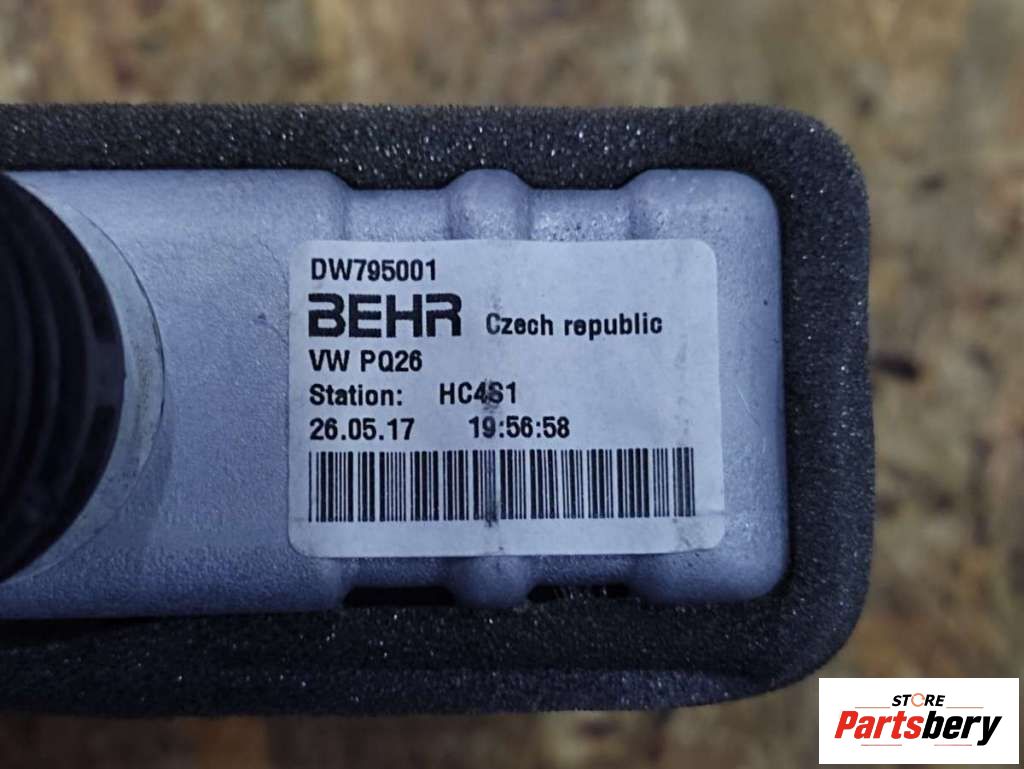 DW795001
BEHR Czech republic
VW PQ26
Station: HC4S1
26.05.17 19:56:58
STORE
Partsbery